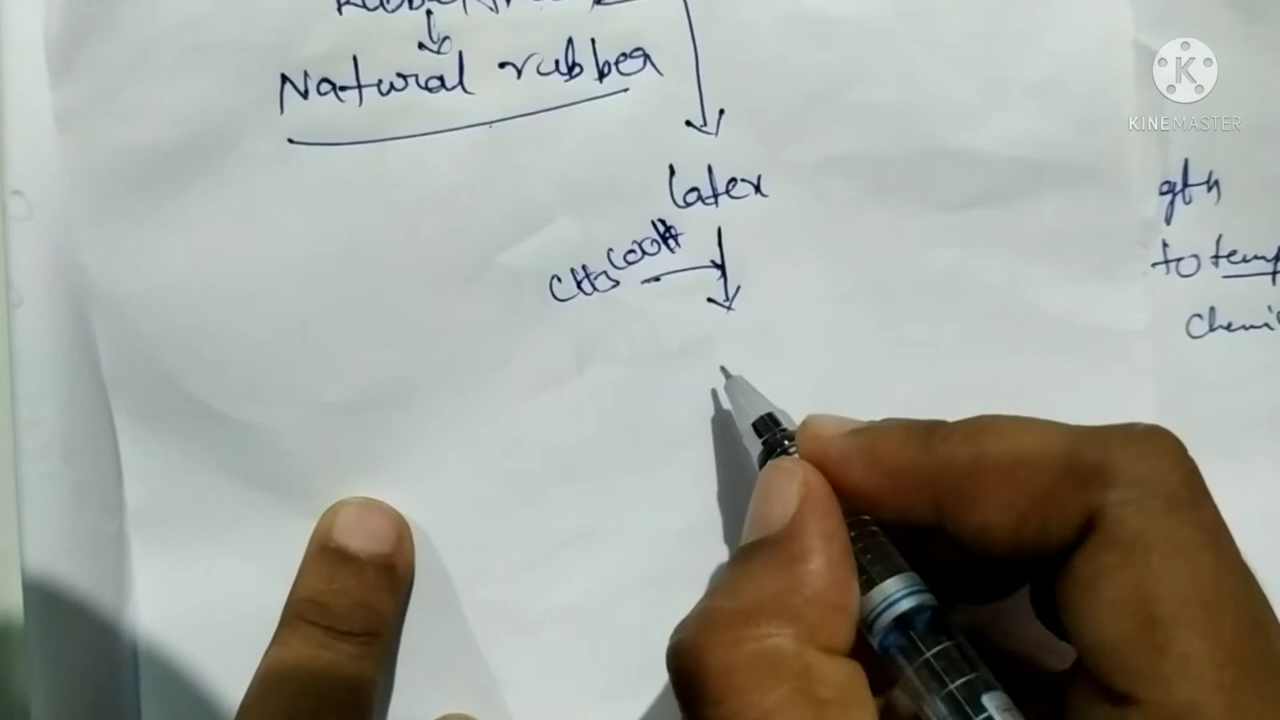 Natural rubber
latex
CH3COOH
gth
to temp
chemi
K
KINEMASTER